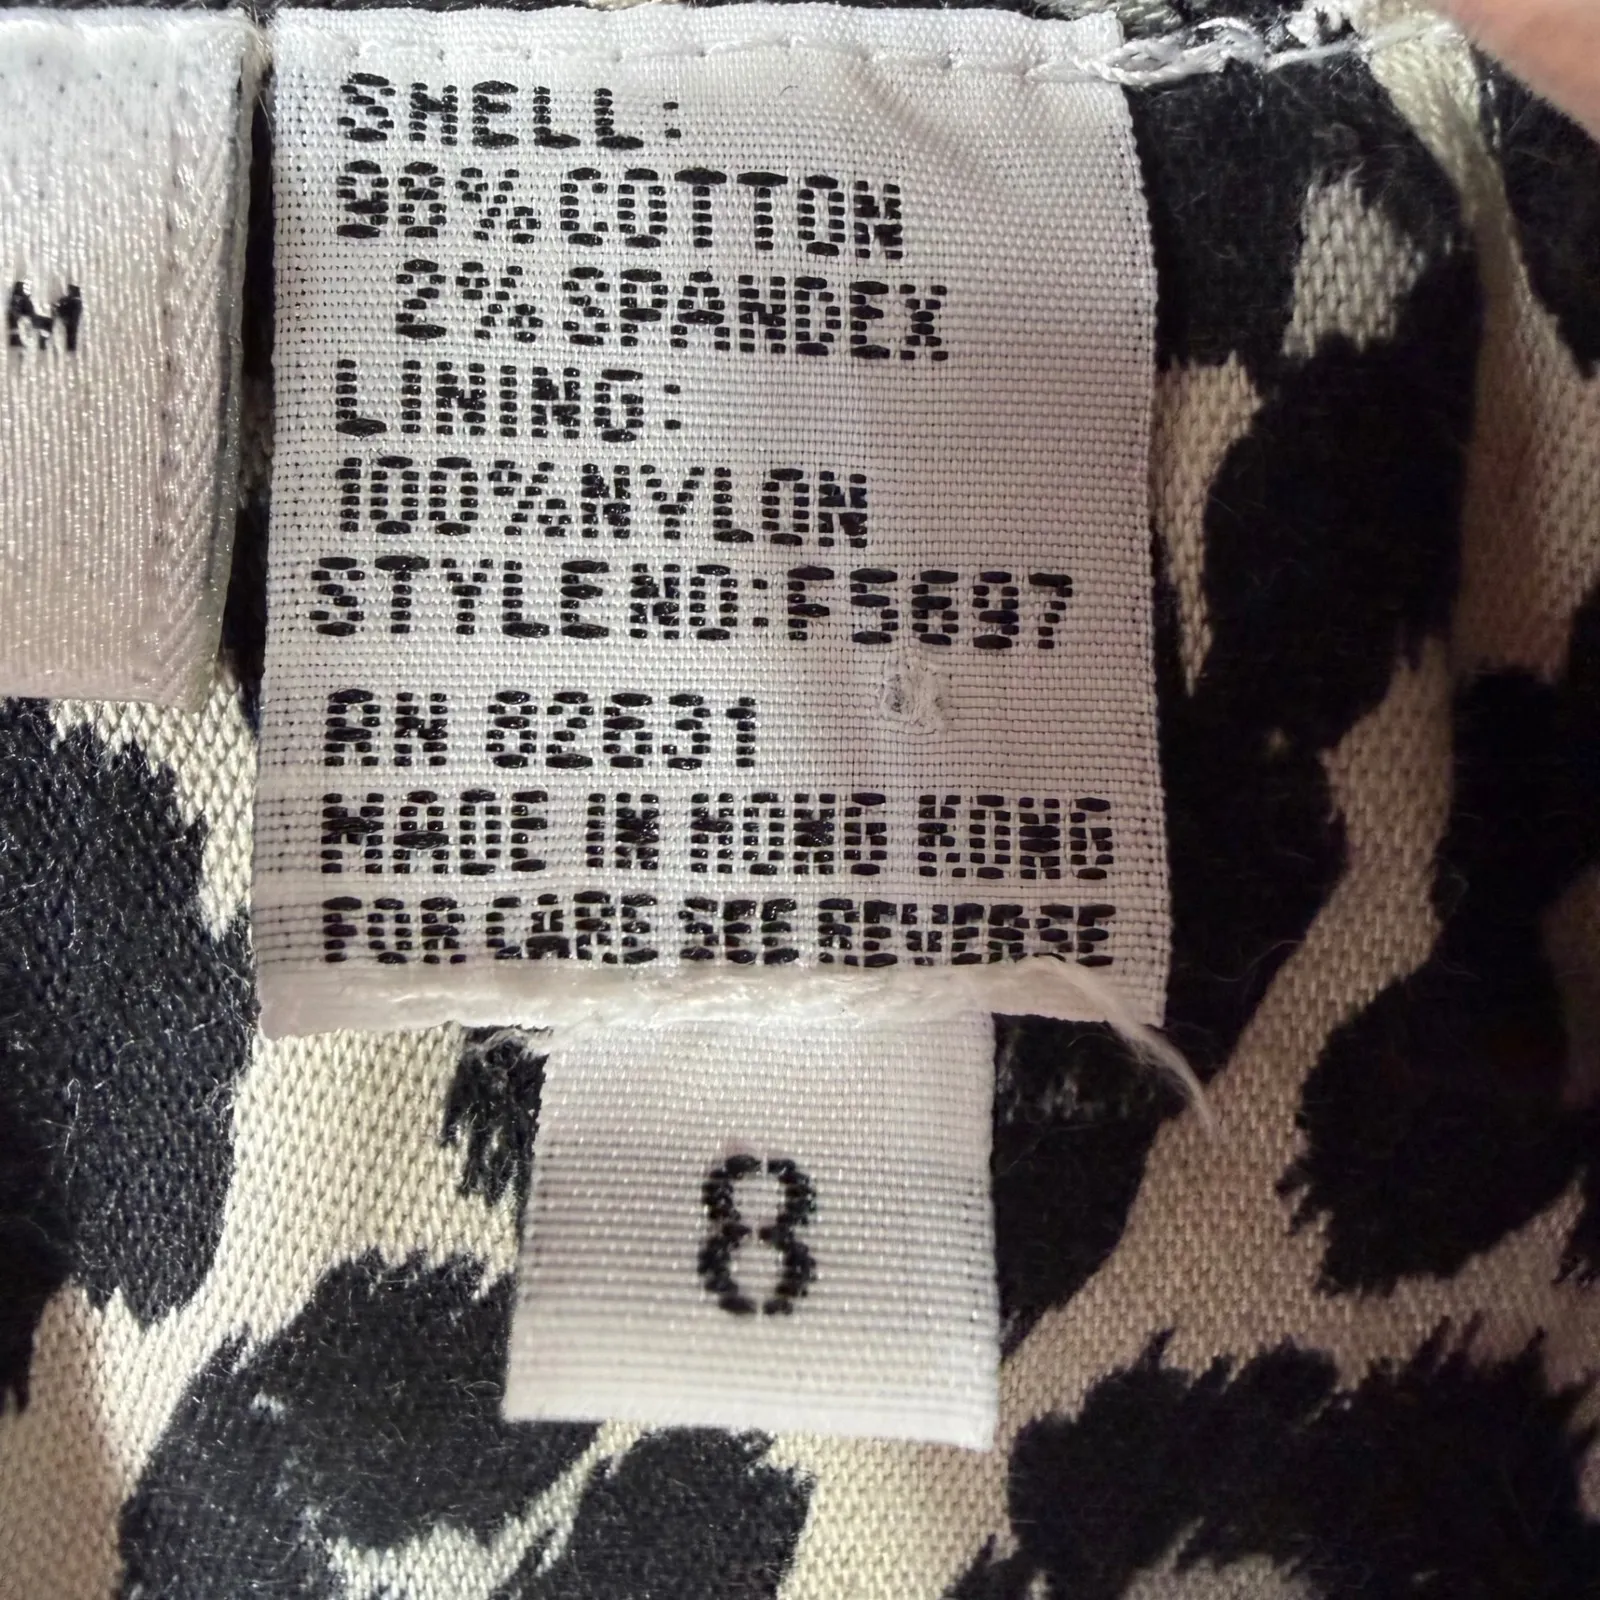 M
SHELL:
98% COTTON
2% SPANDEX
LINING:
100% NYLON
STYLE NO: F5697
RN 82631
MADE IN HONG KONG
FOR CARE SEE REVERSE
8